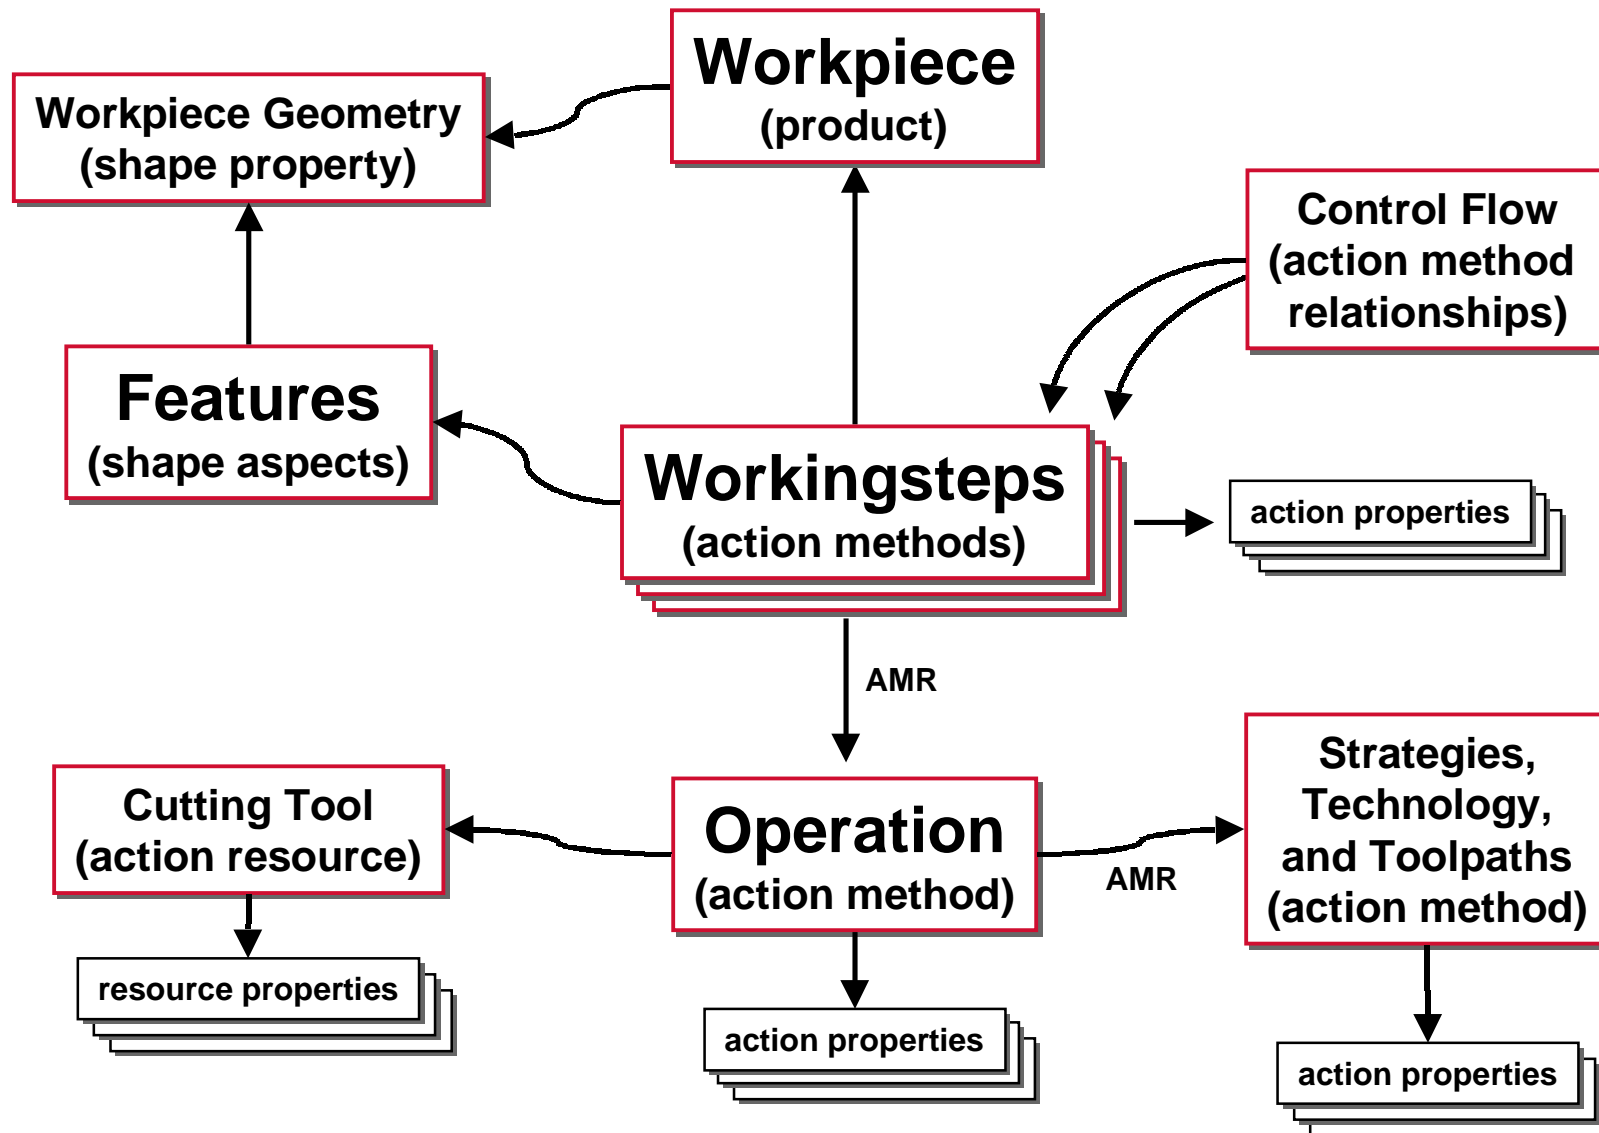 Workpiece
(product)
Workpiece Geometry
(shape property)
Control Flow
(action method
relationships)
Features
(shape aspects)
Workingsteps
(action methods)
action properties
AMR
Cutting Tool
(action resource)
Operation
(action method)
AMR
Strategies,
Technology,
and Toolpaths
(action method)
resource properties
action properties
action properties